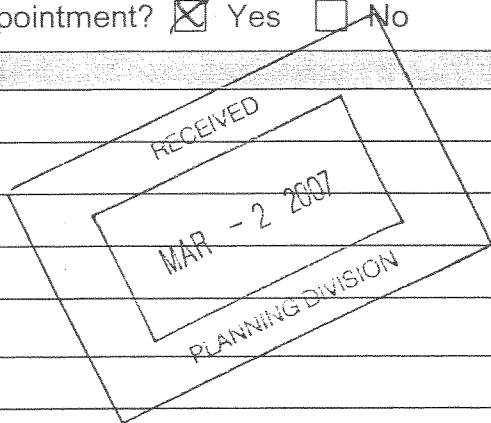 pointment? ☒ Yes ☐ No
RECEIVED
MAR - 2 2007
PLANNING DIVISION